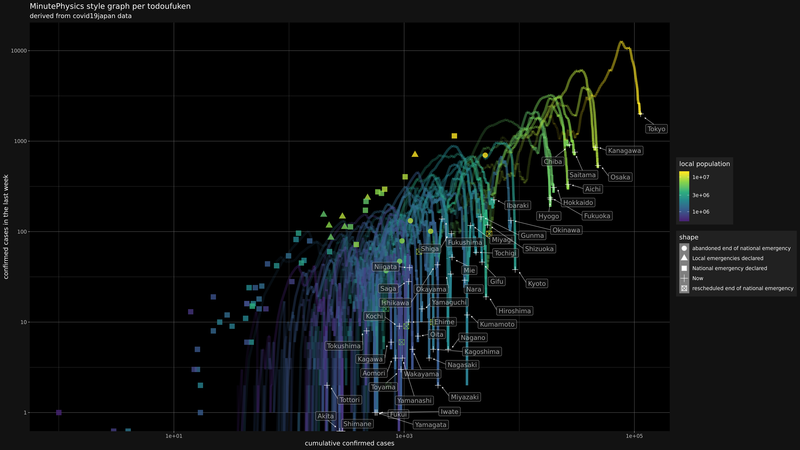 MinutePhysics style graph per todoufuken
derived from covid19japan data
confirmed cases in the last week
10000
1000
100
10
1
1e+01
1e+03
1e+05
cumulative confirmed cases
Tokyo
Kanagawa
Chiba
Saitama
Osaka
Aichi
Hokkaido
Hyogo
Fukuoka
Ibaraki
Okinawa
Gunma
Miyagi
Shizuoka
Fukushima
Shiga
Tochigi
Niigata
Mie
Kyoto
Saga
Okayama
Nara
Gifu
Ishikawa
Yamaguchi
Hiroshima
Kochi
Ehime
Kumamoto
Oita
Nagano
Tokushima
Kagoshima
Kagawa
Nagasaki
Aomori
Wakayama
Toyama
Miyazaki
Tottori
Yamanashi
Akita
Fukui
Iwate
Shimane
Yamagata
local population
1e+07
3e+06
1e+06
shape
abandoned end of national emergency
Local emergencies declared
National emergency declared
Now
rescheduled end of national emergency